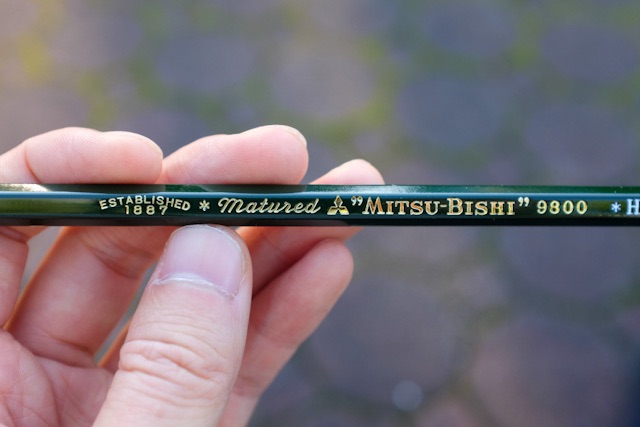 ESTABLISHED
1887
* Matured "MITSU-BISHI" 9800 * H